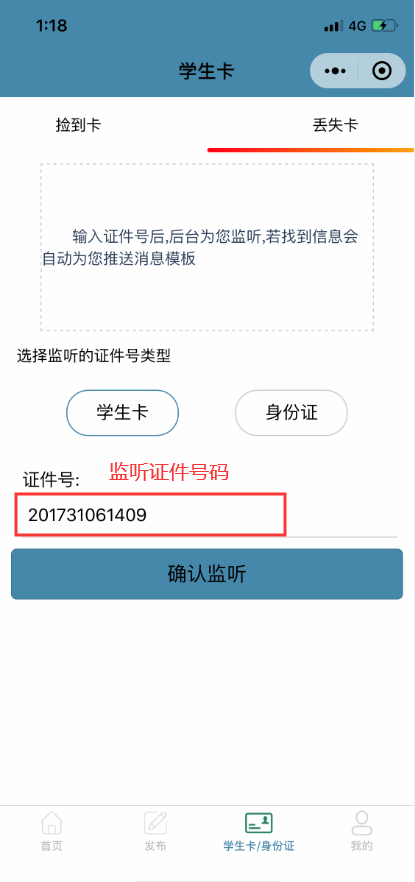 1:18
4G
学生卡
捡到卡
丢失卡
输入证件号后,后台为您监听,若找到信息会
自动为您推送消息模板
选择监听的证件号类型
学生卡
身份证
证件号:
监听证件号码
201731061409
确认监听
首页
发布
学生卡/身份证
我的